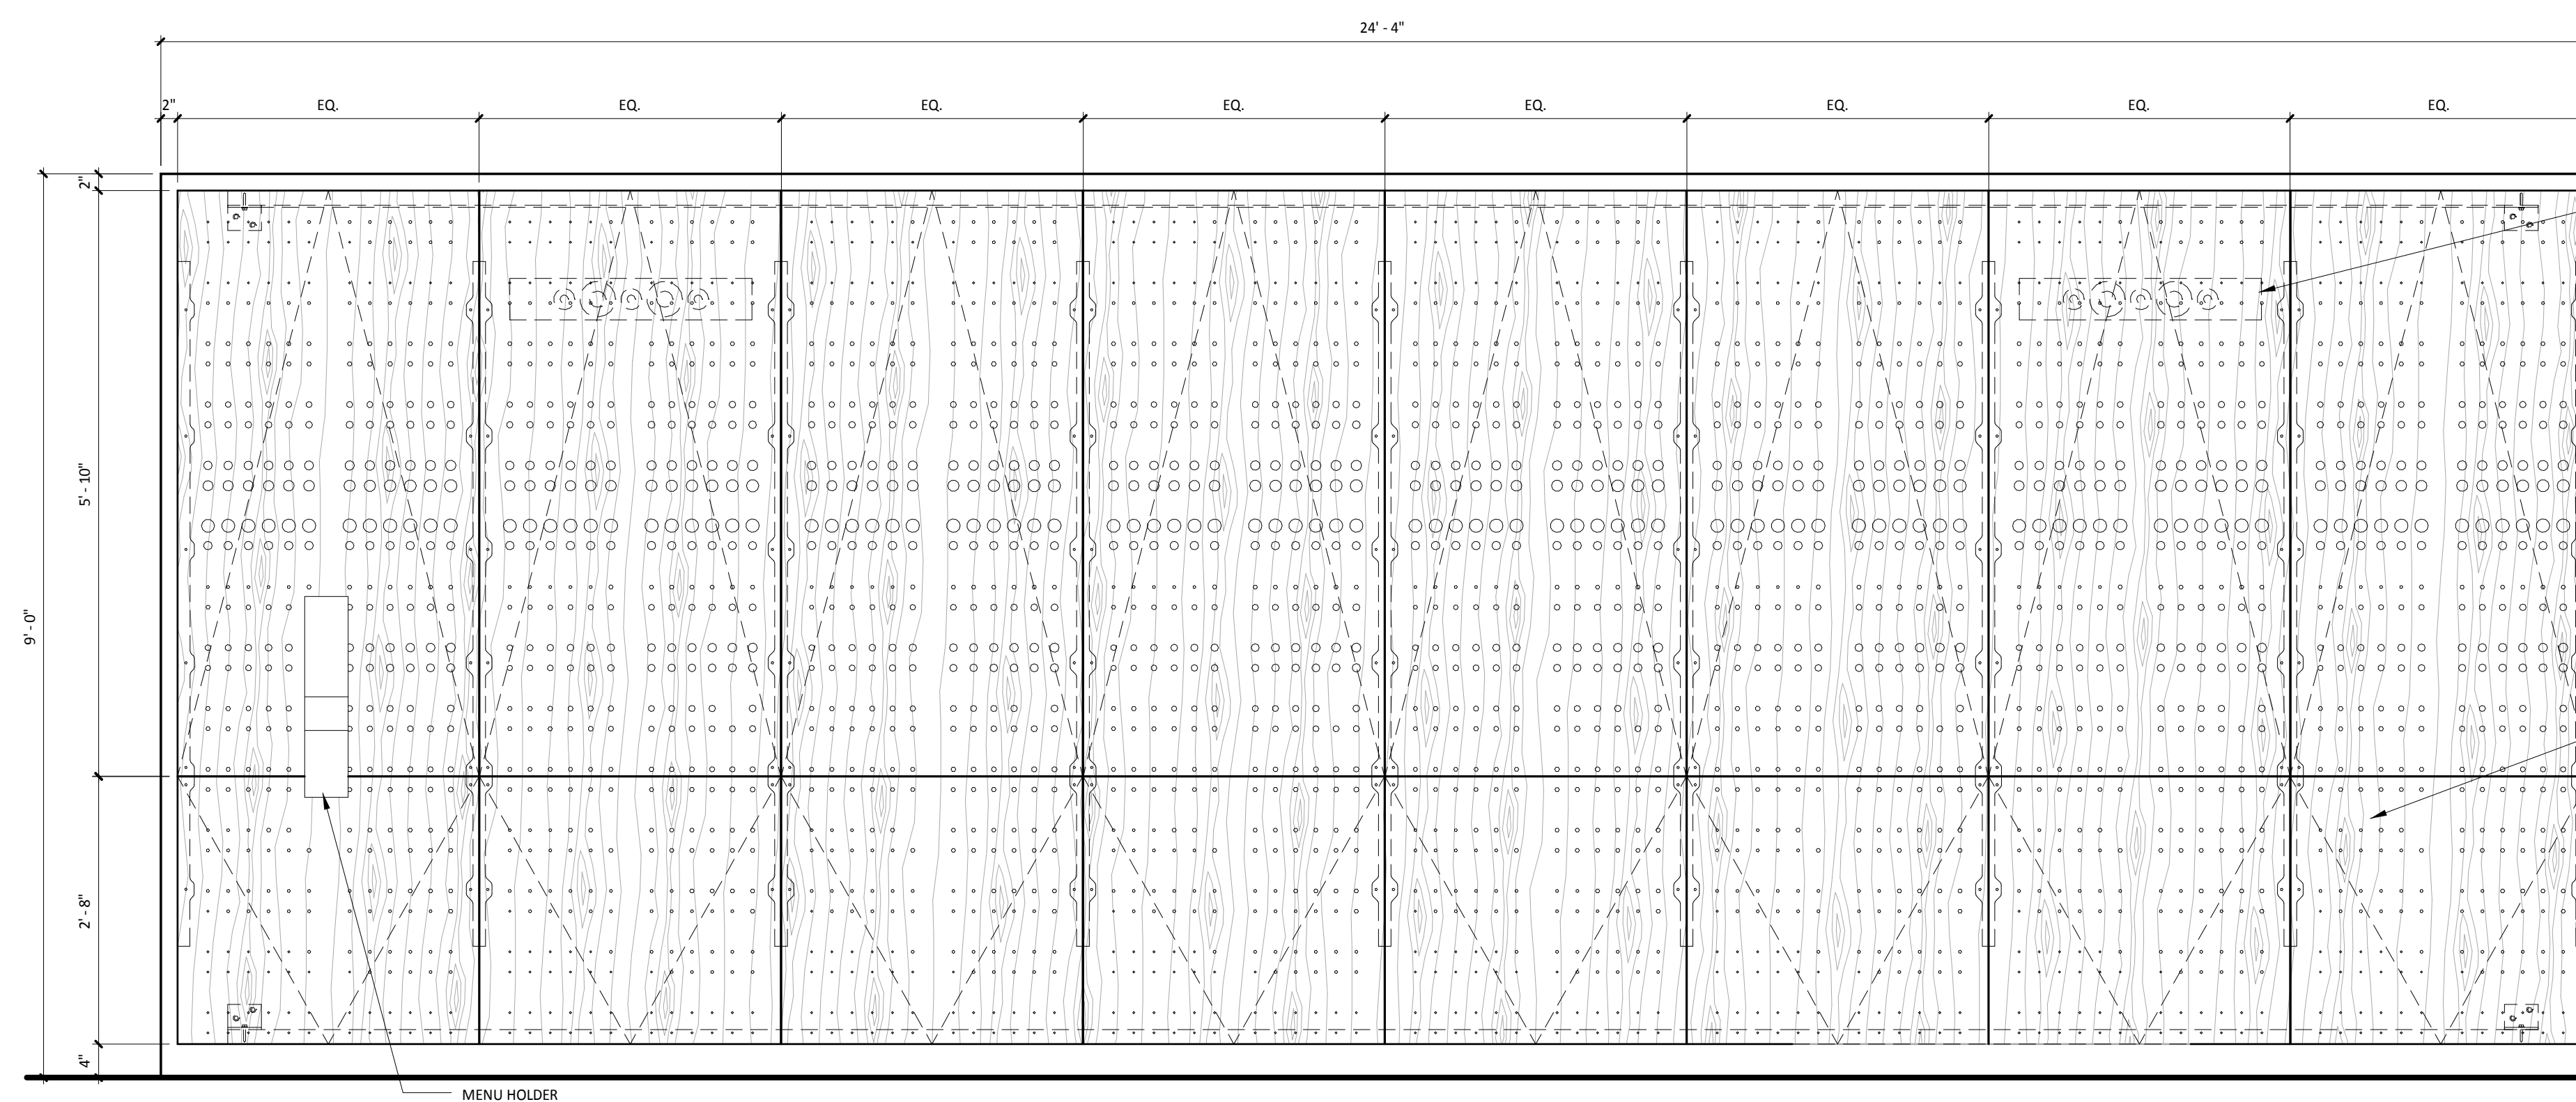 24' - 4"
2" EQ. EQ. EQ. EQ. EQ. EQ. EQ. EQ.
2"
5' - 10"
9' - 0"
2' - 8"
4"
MENU HOLDER